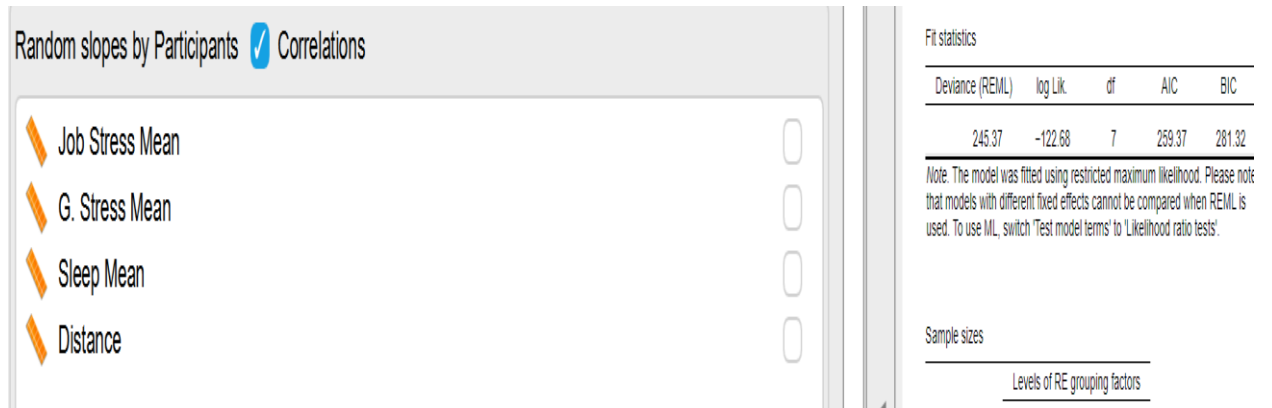 Random slopes by Participants Correlations
Job Stress Mean
G. Stress Mean
Sleep Mean
Distance
Fit statistics
Deviance (REML) log Lik. df AIC BIC
245.37 −122.68 7 259.37 281.32
Note. The model was fitted using restricted maximum likelihood. Please note
that models with different fixed effects cannot be compared when REML is
used. To use ML, switch 'Test model terms' to 'Likelihood ratio tests'.
Sample sizes
Levels of RE grouping factors